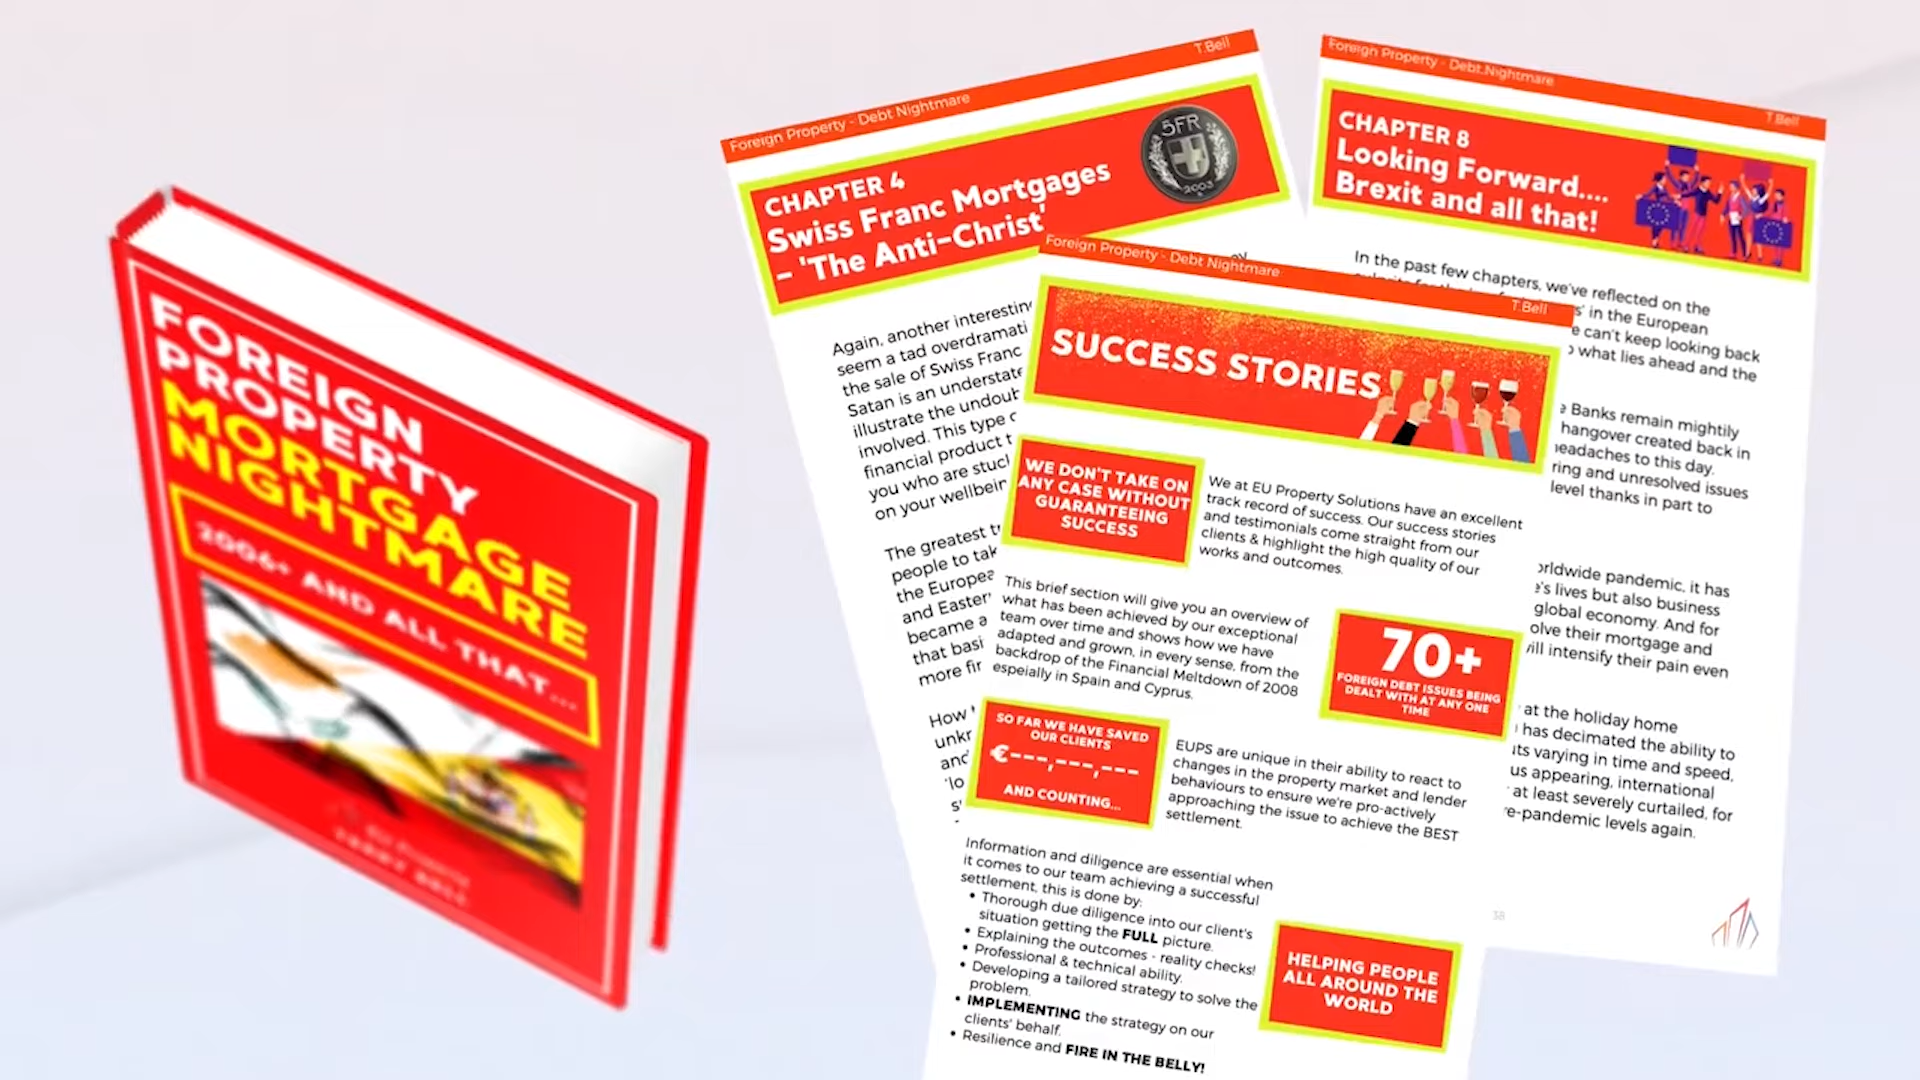 FOREIGN
PROPERTY
MORTGAGE
NIGHTMARE
2006+ AND ALL THAT...
EU Property
TERRY BELL
Foreign Property - Debt Nightmare
T.Bell
CHAPTER 4
Swiss Franc Mortgages
- 'The Anti-Christ'
5FR
2003
Again, another interesting
seem a tad overdramati
the sale of Swiss Franc
Satan is an understate
illustrate the undoub
involved. This type o
financial product t
you who are stuc
on your wellbein
The greatest t
people to tak
the Europea
and Easter
became a
that basi
more fir
How
unkr
and
'lo
Foreign Property - Debt Nightmare
T.Bell
CHAPTER 8
Looking Forward....
Brexit and all that!
In the past few chapters, we've reflected on the
s' in the European
e can't keep looking back
o what lies ahead and the
e Banks remain mightily
hangover created back in
headaches to this day.
ring and unresolved issues
level thanks in part to
orldwide pandemic, it has
e's lives but also business
global economy. And for
olve their mortgage and
will intensify their pain even
at the holiday home
has decimated the ability to
its varying in time and speed,
us appearing, international
at least severely curtailed, for
re-pandemic levels again.
38
Foreign Property - Debt Nightmare
T.Bell
SUCCESS STORIES
WE DON'T TAKE ON
ANY CASE WITHOUT
GUARANTEEING
SUCCESS
We at EU Property Solutions have an excellent
track record of success. Our success stories
and testimonials come straight from our
clients & highlight the high quality of our
works and outcomes.
This brief section will give you an overview of
what has been achieved by our exceptional
team over time and shows how we have
adapted and grown, in every sense, from the
backdrop of the Financial Meltdown of 2008
espeially in Spain and Cyprus.
70+
FOREIGN DEBT ISSUES BEING
DEALT WITH AT ANY ONE
TIME
SO FAR WE HAVE SAVED
OUR CLIENTS
€---,---,---
AND COUNTING...
EUPS are unique in their ability to react to
changes in the property market and lender
behaviours to ensure we're pro-actively
approaching the issue to achieve the BEST
settlement.
Information and diligence are essential when
it comes to our team achieving a successful
settlement, this is done by:
• Thorough due diligence into our client's
situation getting the FULL picture.
• Explaining the outcomes - reality checks!
• Professional & technical ability.
• Developing a tailored strategy to solve the
problem.
• IMPLEMENTING the strategy on our
clients' behalf.
• Resilience and FIRE IN THE BELLY!
HELPING PEOPLE
ALL AROUND THE
WORLD